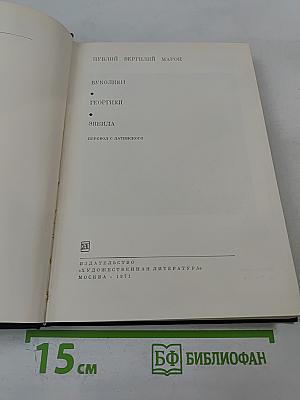 ПУБЛИЙ ВЕРГИЛИЙ МАРОН
БУКОЛИКИ
ГЕОРГИКИ
ЭНЕИДА
ПЕРЕВОД С ЛАТИНСКОГО
ИЗДАТЕЛЬСТВО
«ХУДОЖЕСТВЕННАЯ ЛИТЕРАТУРА»
МОСКВА · 1971
15 см
БФ БИБЛИОФАН